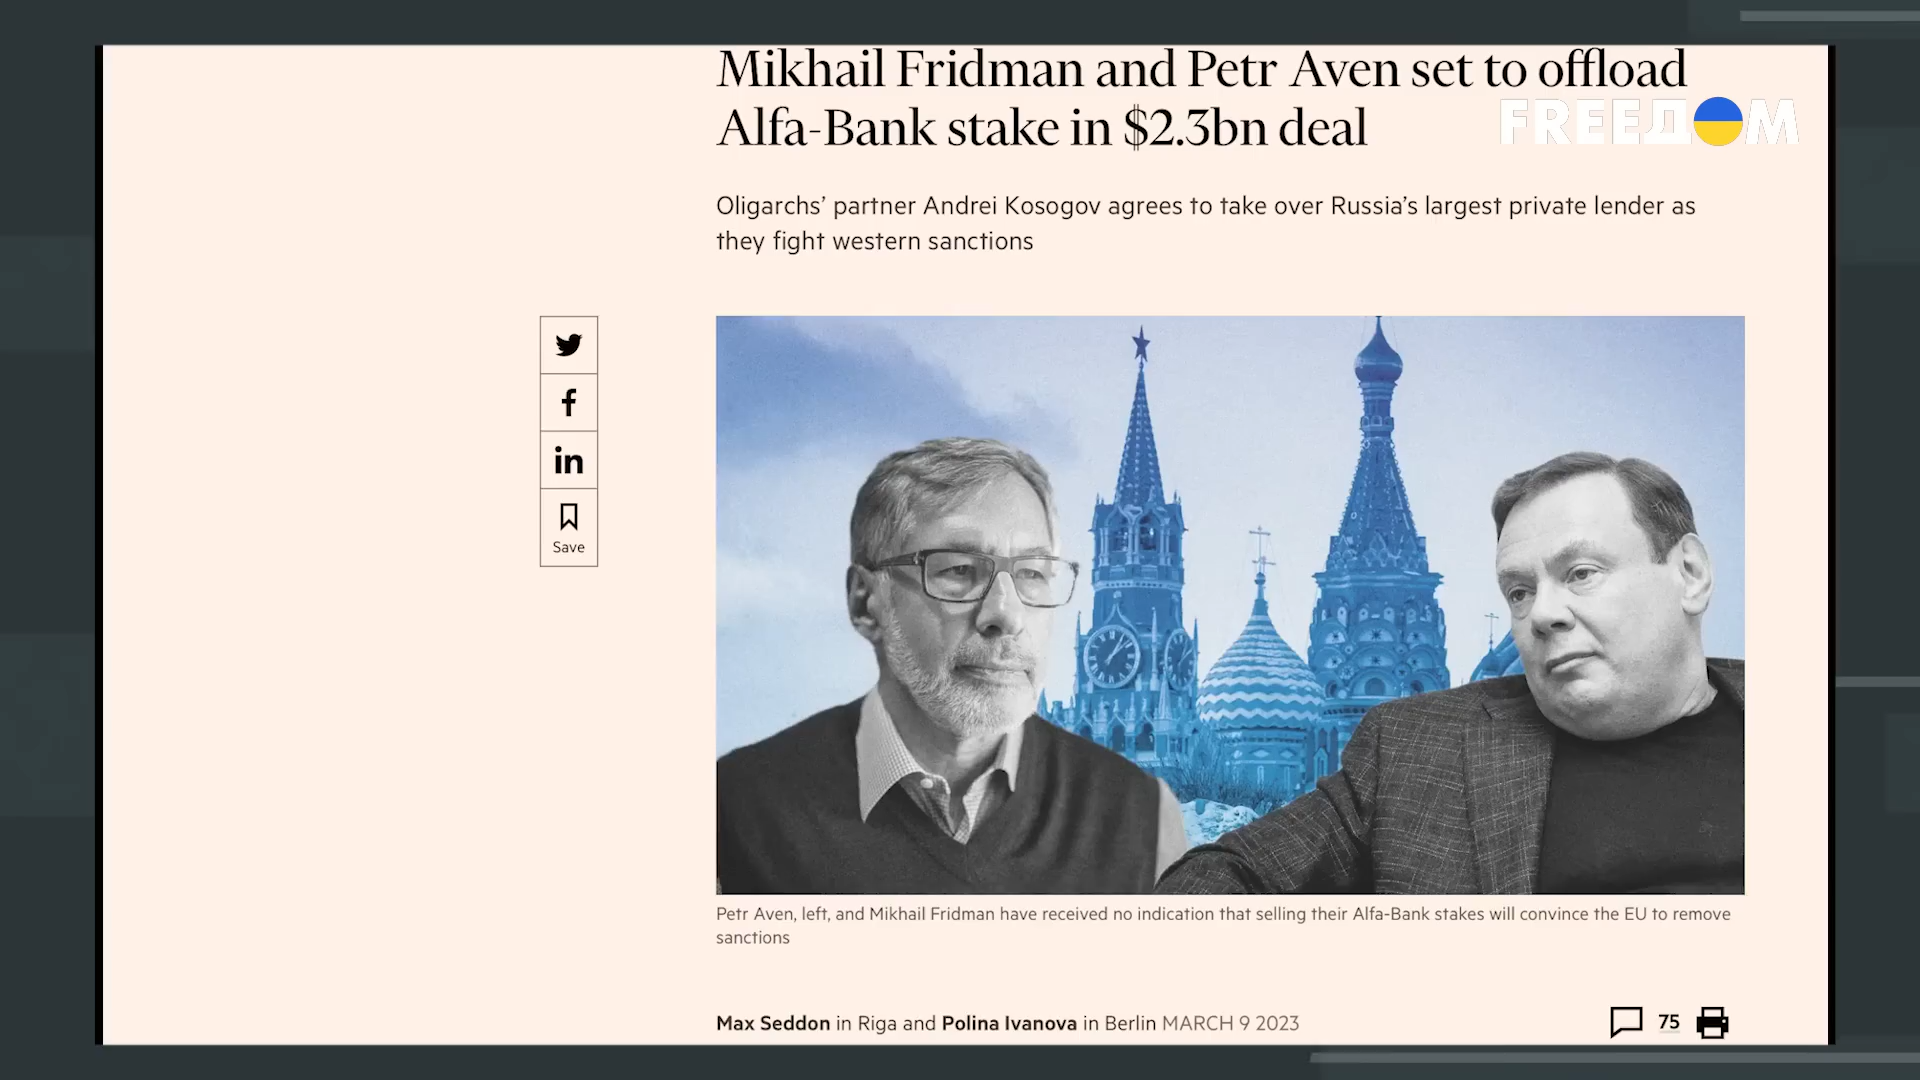 Mikhail Fridman and Petr Aven set to offload
Alfa-Bank stake in $2.3bn deal
FREEДOM
Oligarchs’ partner Andrei Kosogov agrees to take over Russia’s largest private lender as
they fight western sanctions
Save
Petr Aven, left, and Mikhail Fridman have received no indication that selling their Alfa-Bank stakes will convince the EU to remove
sanctions
Max Seddon in Riga and Polina Ivanova in Berlin MARCH 9 2023
75